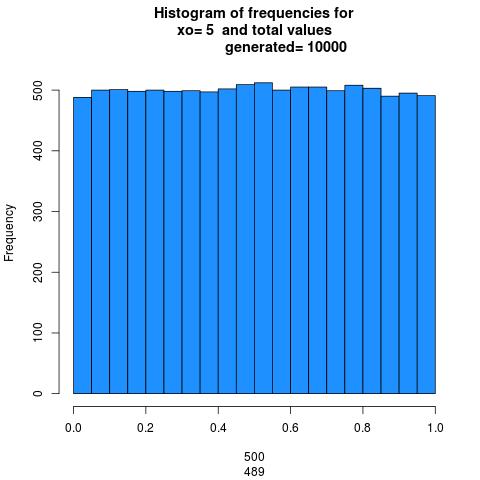 Histogram of frequencies for
xo= 5  and total values
generated= 10000
Frequency
500
400
300
200
100
0
0.0 0.2 0.4 0.6 0.8 1.0
500
489